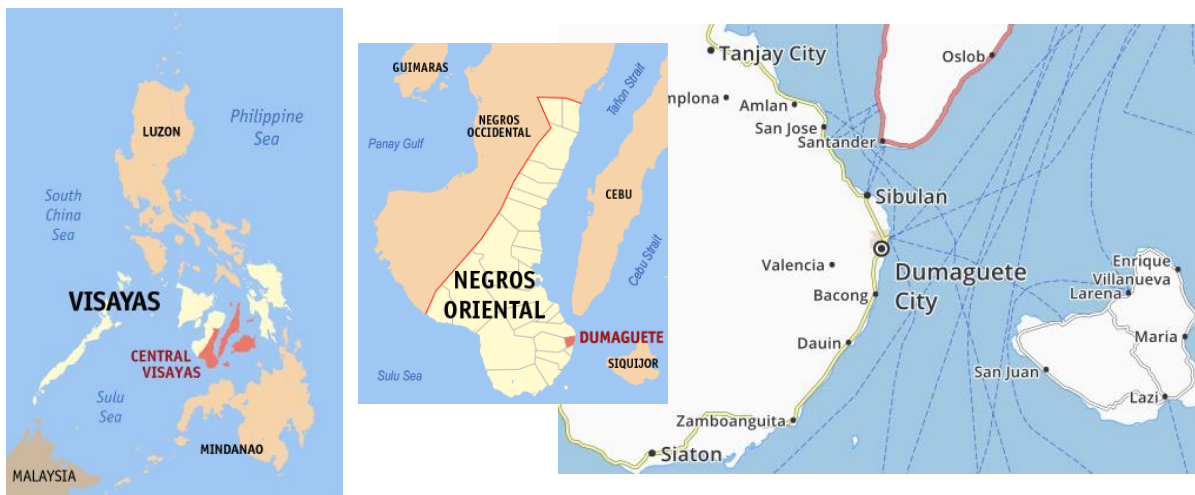 LUZON
Philippine
Sea
South
China
Sea
VISAYAS
CENTRAL
VISAYAS
Sulu
Sea
MINDANAO
MALAYSIA
GUIMARAS
Tañon Strait
NEGROS
OCCIDENTAL
Panay Gulf
CEBU
Cebu Strait
NEGROS
ORIENTAL
DUMAGUETE
SIQUIJOR
Sulu Sea
Tanjay City
Oslob
mplona
Amlan
San Jose
Santander
Sibulan
Valencia
Dumaguete
City
Enrique
Villanueva
Larena
Bacong
Dauin
Maria
San Juan
Lazi
Zamboanguita
Siaton